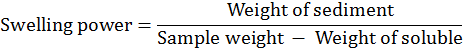 Swelling power = Weight of sediment / Sample weight − Weight of soluble